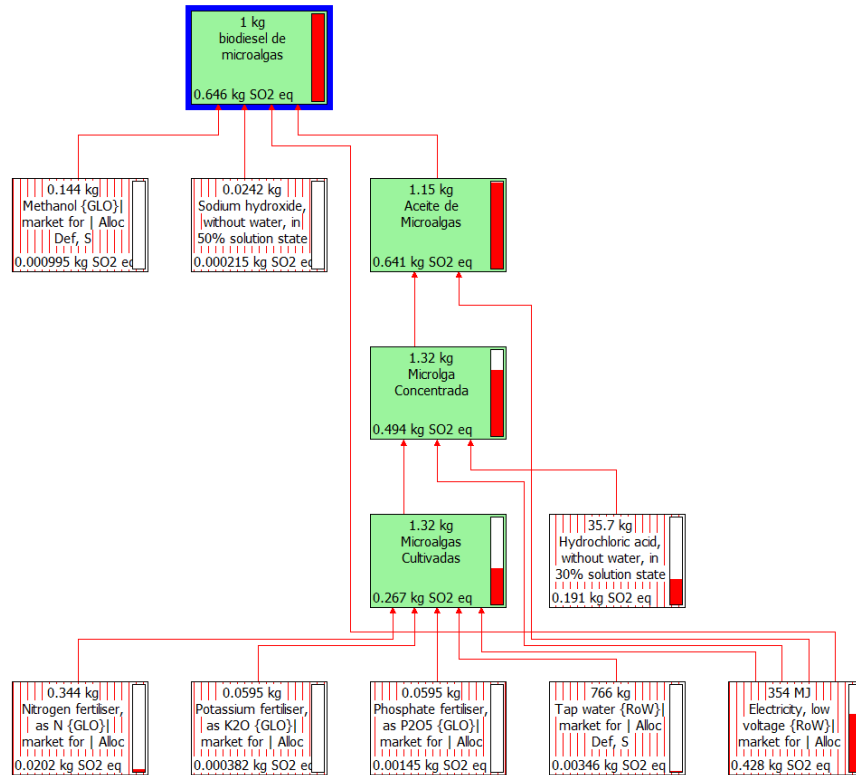 1 kg
biodiesel de
microalgas
0.646 kg SO2 eq
0.144 kg
Methanol {GLO}|
market for | Alloc
Def, S
0.000995 kg SO2 eq
0.0242 kg
Sodium hydroxide,
without water, in
50% solution state
0.000215 kg SO2 eq
1.15 kg
Aceite de
Microalgas
0.641 kg SO2 eq
1.32 kg
Microlga
Concentrada
0.494 kg SO2 eq
1.32 kg
Microalgas
Cultivadas
0.267 kg SO2 eq
35.7 kg
Hydrochloric acid,
without water, in
30% solution state
0.191 kg SO2 eq
0.344 kg
Nitrogen fertiliser,
as N {GLO}|
market for | Alloc
0.0202 kg SO2 eq
0.0595 kg
Potassium fertiliser,
as K2O {GLO}|
market for | Alloc
0.000382 kg SO2 eq
0.0595 kg
Phosphate fertiliser,
as P2O5 {GLO}|
market for | Alloc
0.00145 kg SO2 eq
766 kg
Tap water {RoW}|
market for | Alloc
Def, S
0.00346 kg SO2 eq
354 MJ
Electricity, low
voltage {RoW}|
market for | Alloc
0.428 kg SO2 eq